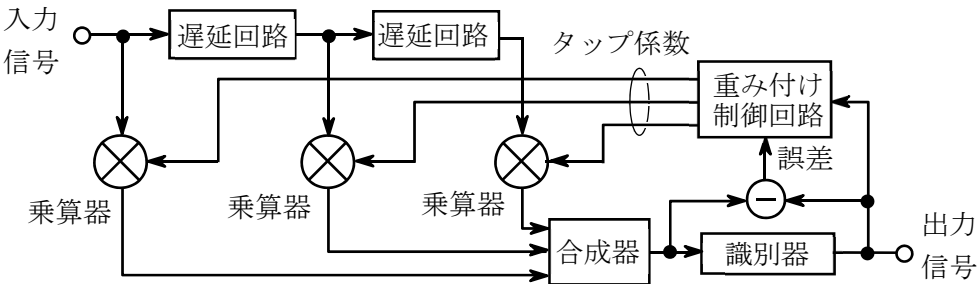 入力
信号
遅延回路
遅延回路
タップ係数
重み付け
制御回路
誤差
乗算器
乗算器
乗算器
合成器
識別器
出力
信号